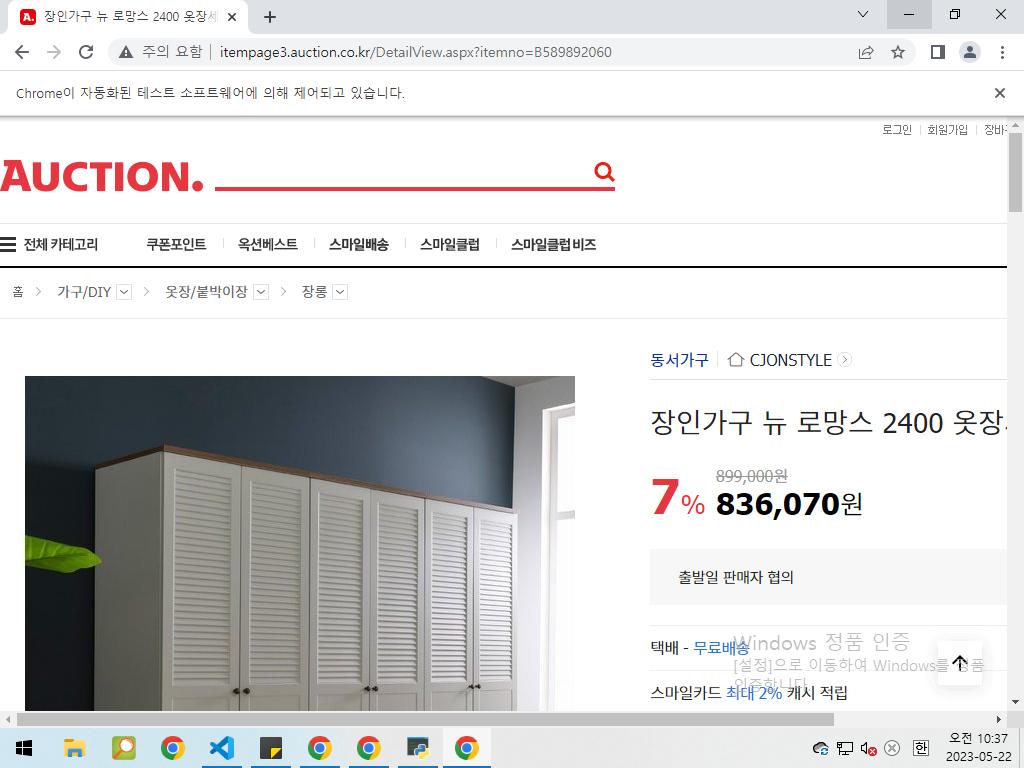 장인가구 뉴 로망스 2400 옷장세
주의 요함
itempage3.auction.co.kr/DetailView.aspx?itemno=B589892060
Chrome이 자동화된 테스트 소프트웨어에 의해 제어되고 있습니다.
로그인 회원가입 장바구
AUCTION.
전체 카테고리 쿠폰포인트 옥션베스트 스마일배송 스마일클럽 스마일클럽 비즈
홈 가구/DIY 옷장/붙박이장 장롱
동서가구 CJONSTYLE
장인가구 뉴 로망스 2400 옷장
899,000원
7% 836,070원
출발일 판매자 협의
택배 - 무료배송
Windows 정품 인증
[설정]으로 이동하여 Windows를 정품
인증합니다.
스마일카드 최대 2% 캐시 적립
한
오전 10:37
2023-05-22